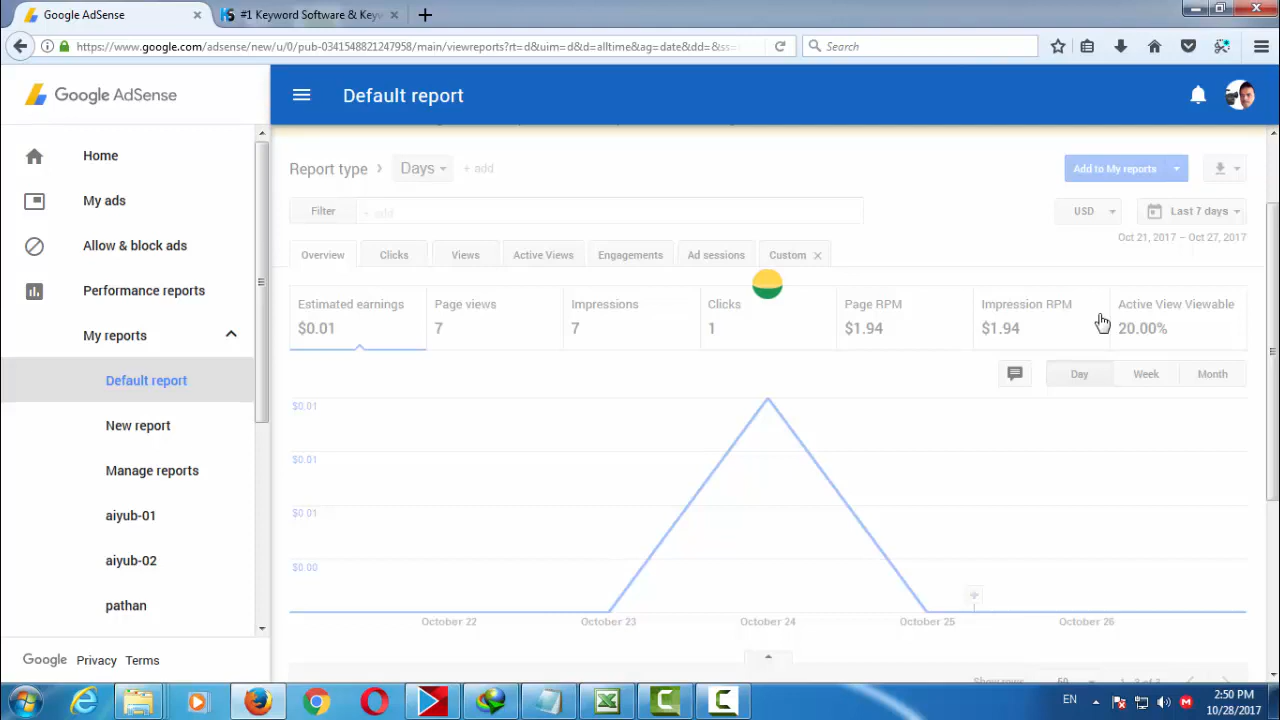 Google AdSense
#1 Keyword Software & Keyw
https://www.google.com/adsense/new/u/0/pub-0341548821247958/main/viewreports?rt=d&uirm=d&d=alltime&ag=date&dd=&ss=
Search
Google AdSense
Default report
Home
My ads
Allow & block ads
Performance reports
My reports
Default report
New report
Manage reports
aiyub-01
aiyub-02
pathan
Google Privacy Terms
Report type Days + add
Add to My reports
Filter + add
USD Last 7 days
Oct 21, 2017 – Oct 27, 2017
Overview Clicks Views Active Views Engagements Ad sessions Custom
Estimated earnings Page views Impressions Clicks Page RPM Impression RPM Active View Viewable
$0.01 7 7 1 $1.94 $1.94 20.00%
Day Week Month
$0.01
$0.01
$0.01
$0.00
October 22 October 23 October 24 October 25 October 26
EN
2:50 PM
10/28/2017